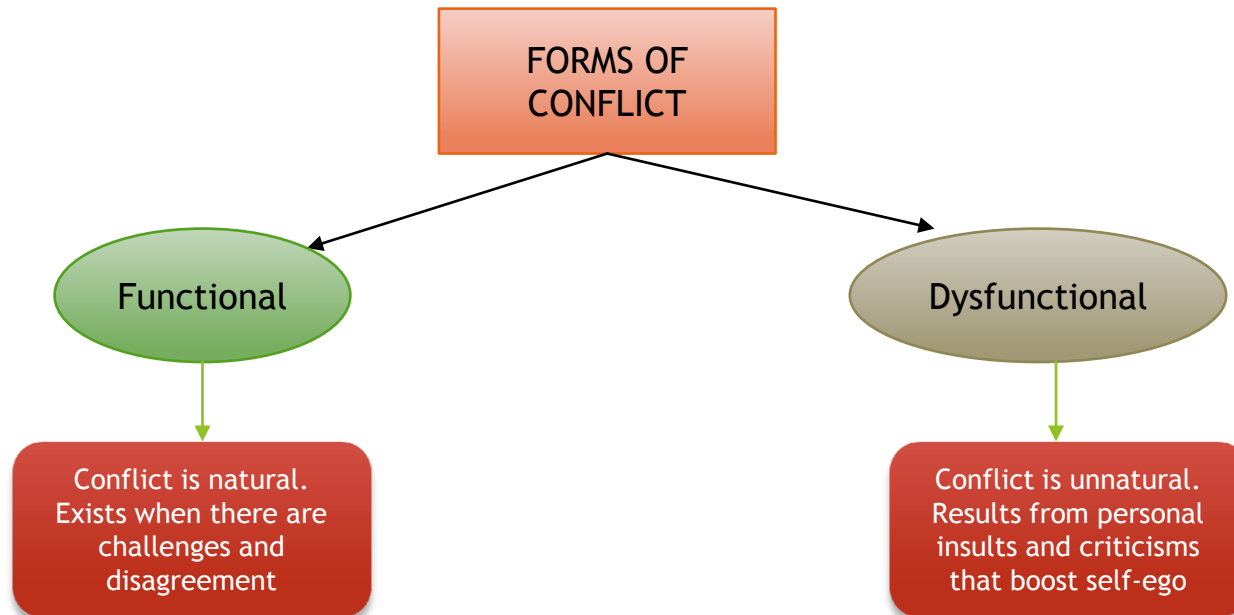 FORMS OF
CONFLICT
Functional
Dysfunctional
Conflict is natural.
Exists when there are
challenges and
disagreement
Conflict is unnatural.
Results from personal
insults and criticisms
that boost self-ego